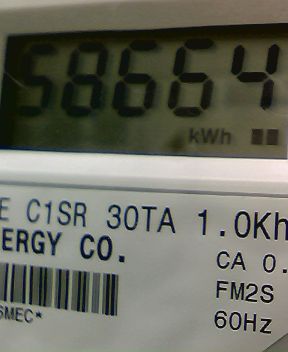 58664
kWh
E C1SR 30TA 1.0Kh
ERGY CO.
CA 0.
FM2S
60Hz
SMEC*